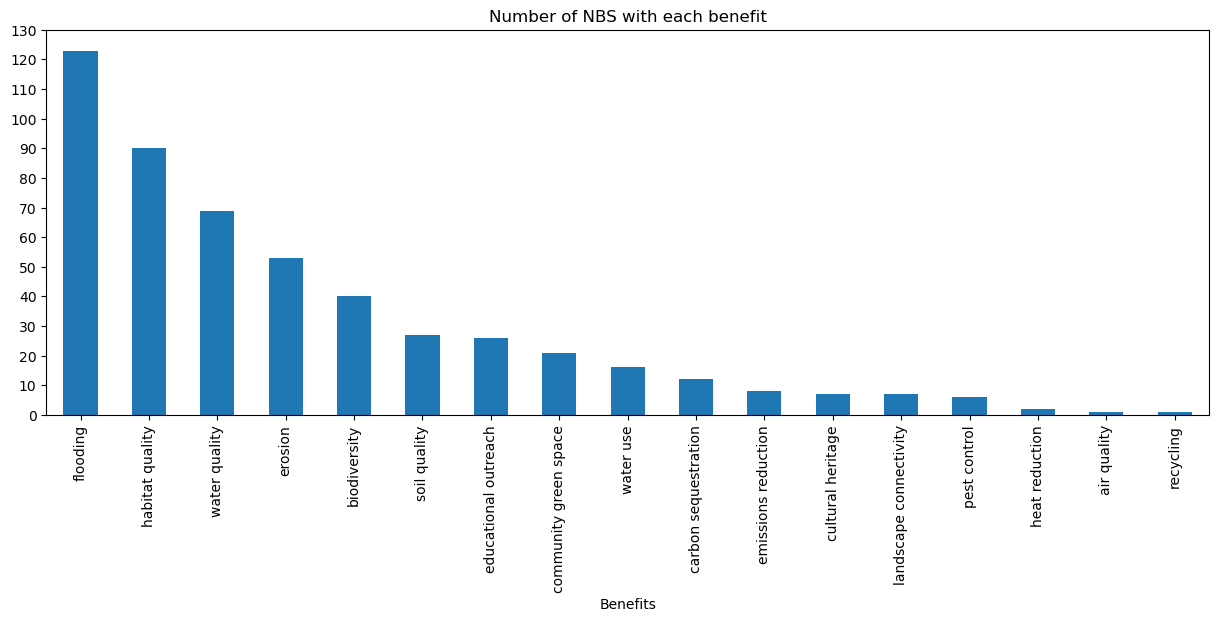 Number of NBS with each benefit
130
120
110
100
90
80
70
60
50
40
30
20
10
0
flooding
habitat quality
water quality
erosion
biodiversity
soil quality
educational outreach
community green space
water use
carbon sequestration
emissions reduction
cultural heritage
landscape connectivity
pest control
heat reduction
air quality
recycling
Benefits